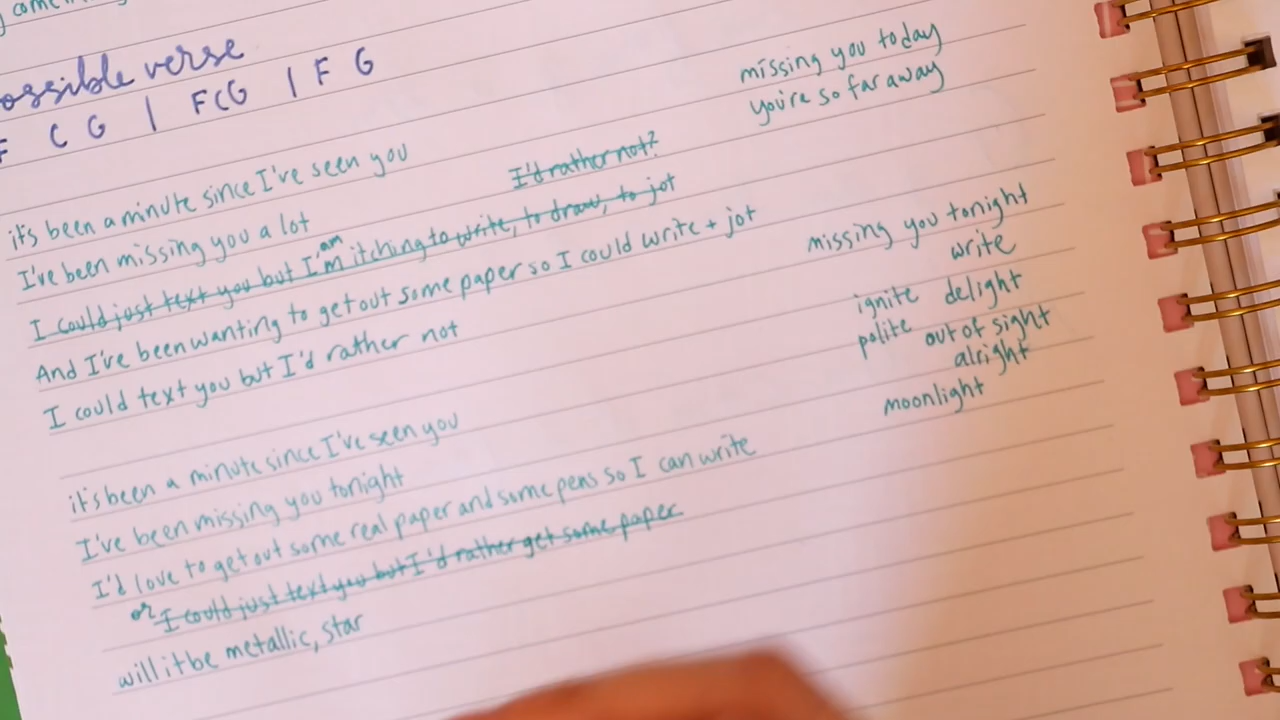 possible verse
F C G | FCG | F G
missing you today
you're so far away
it's been a minute since I've seen you
I've been missing you a lot
I'd rather not?
I could just text you but I'm am itching to write, to draw, to jot
And I've been wanting to get out some paper so I could write + jot
I could text you but I'd rather not
missing you tonight
write
ignite delight
polite out of sight
alright
moonlight
it's been a minute since I've seen you
I've been missing you tonight
I'd love to get out some real paper and some pens so I can write
or I could just text you but I'd rather get some paper
will it be metallic, star